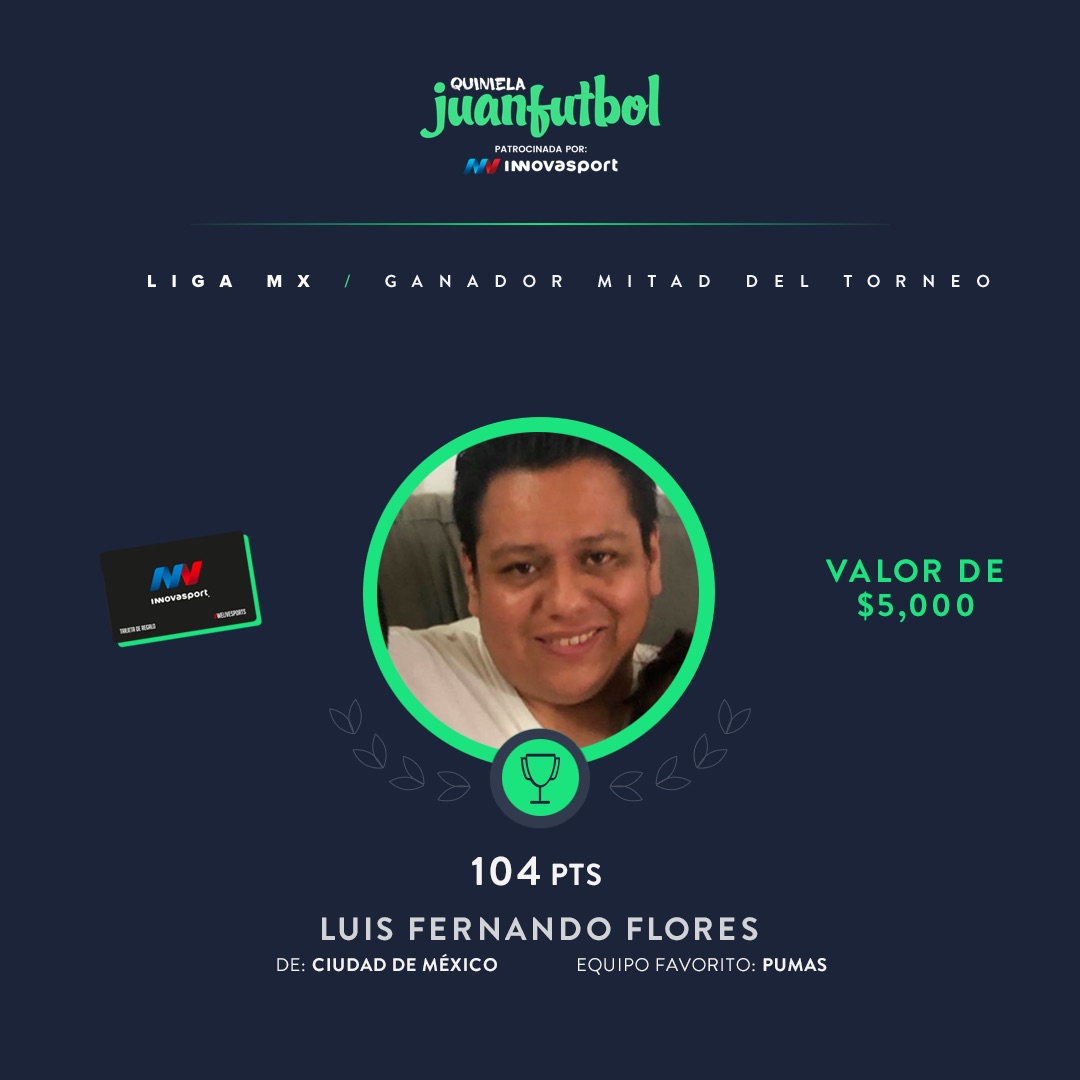 QUINIELA
juanfutbol
PATROCINADA POR:
INNOVASPORT
LIGA MX / GANADOR MITAD DEL TORNEO
INNOVASPORT
#WELIVESPORTS
TARJETA DE REGALO
VALOR DE
$5,000
104 PTS
LUIS FERNANDO FLORES
DE: CIUDAD DE MÉXICO EQUIPO FAVORITO: PUMAS